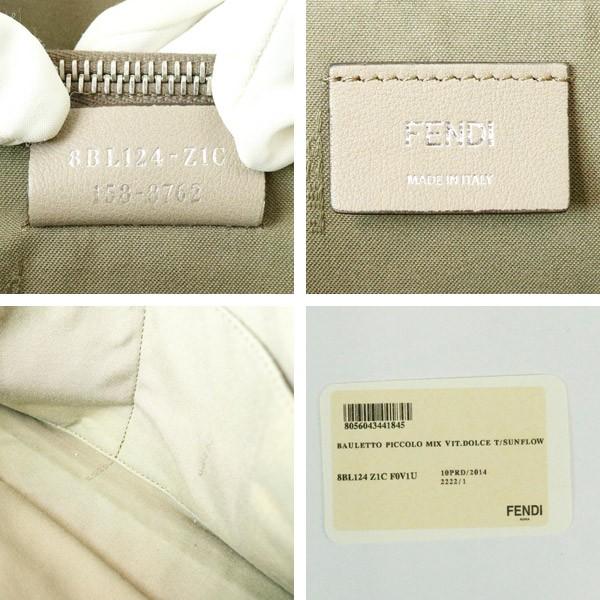 8BL124-Z1C
158-8762
FENDI
MADE IN ITALY
8056043441845
BAULETTO PICCOLO MIX VIT.DOLCE T/SUNFLOW
8BL124 Z1C F0V1U
10PRD/2014
2222/1
FENDI
ROMA